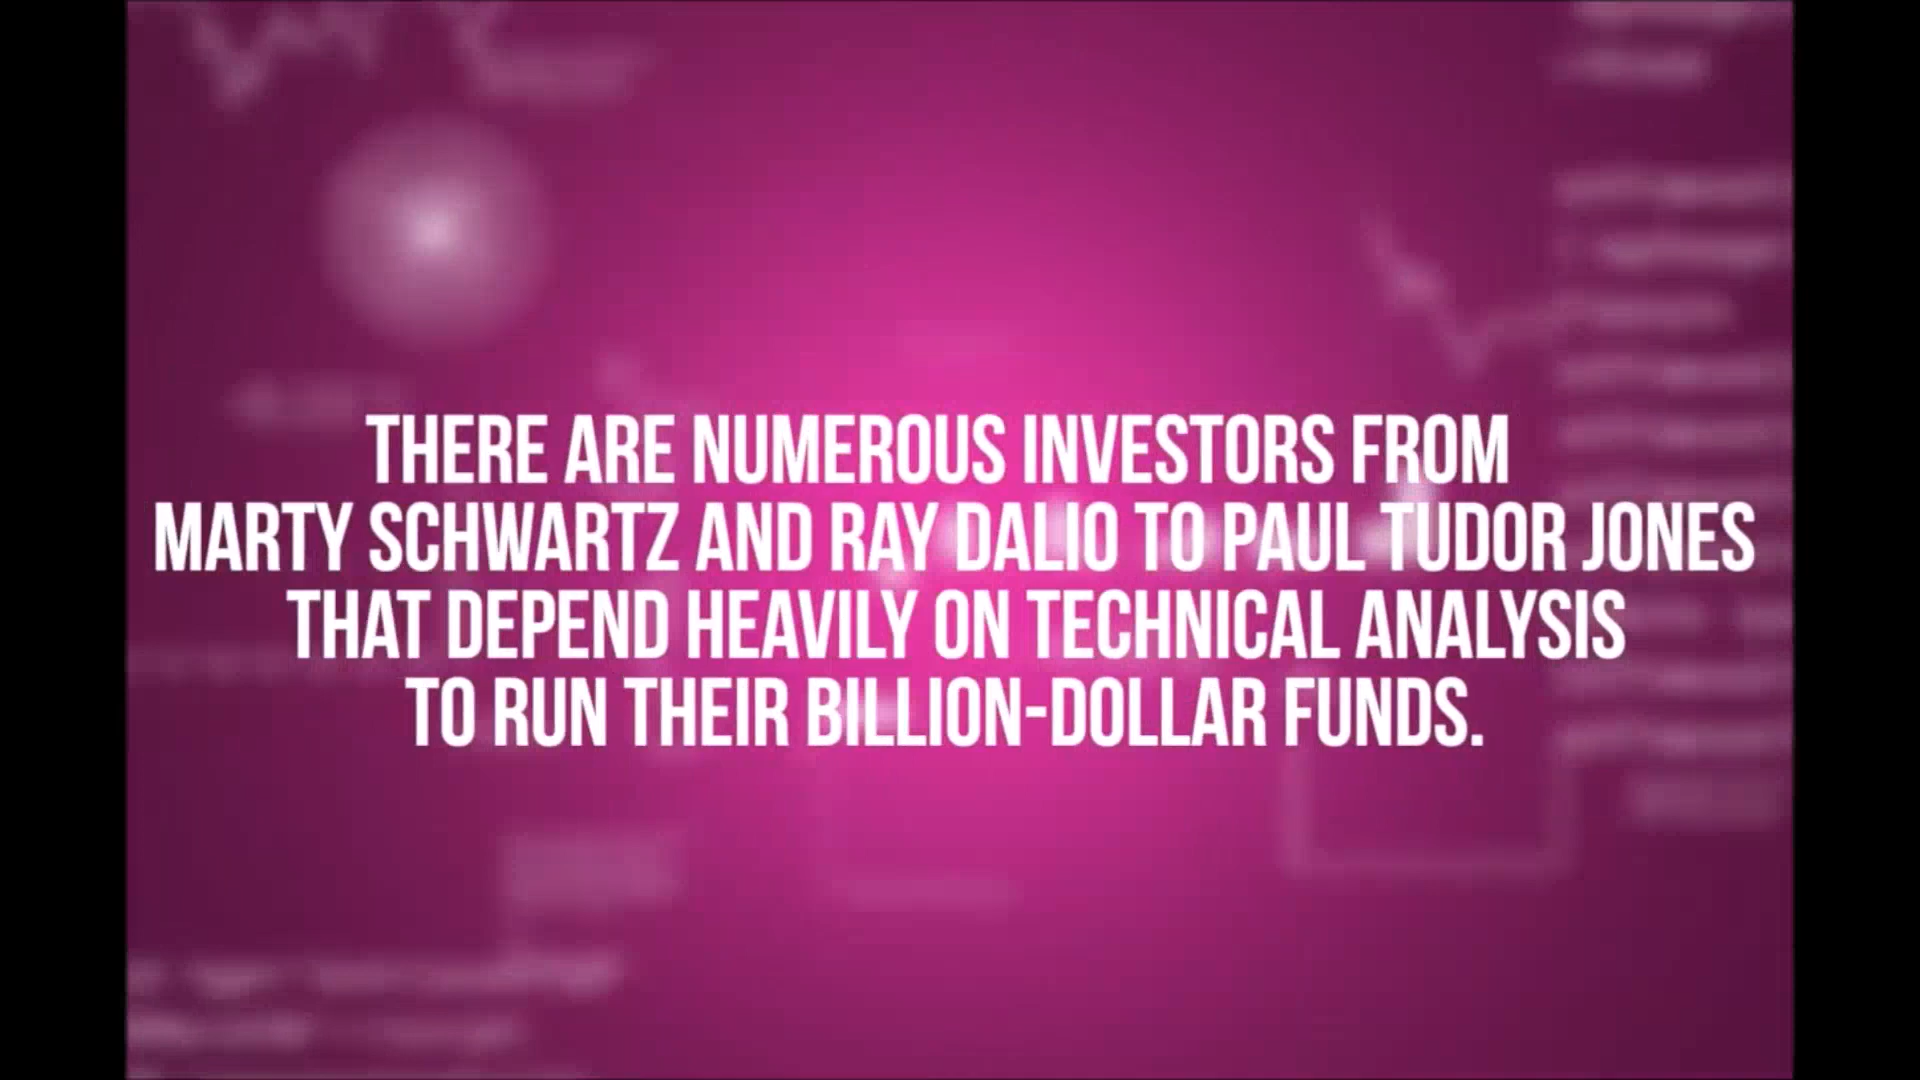 THERE ARE NUMEROUS INVESTORS FROM
MARTY SCHWARTZ AND RAY DALIO TO PAUL TUDOR JONES
THAT DEPEND HEAVILY ON TECHNICAL ANALYSIS
TO RUN THEIR BILLION-DOLLAR FUNDS.